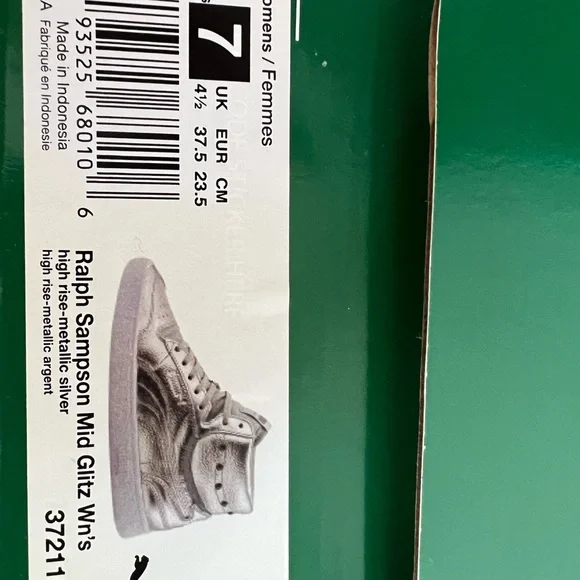 omens / Femmes
7
UK EUR CM
4½ 37.5 23.5
93525 68010 6
Made in Indonesia
A Fabriqué en Indonesie
Ralph Sampson Mid Glitz Wn's
high rise-metallic silver
high rise-metallic argent
37211